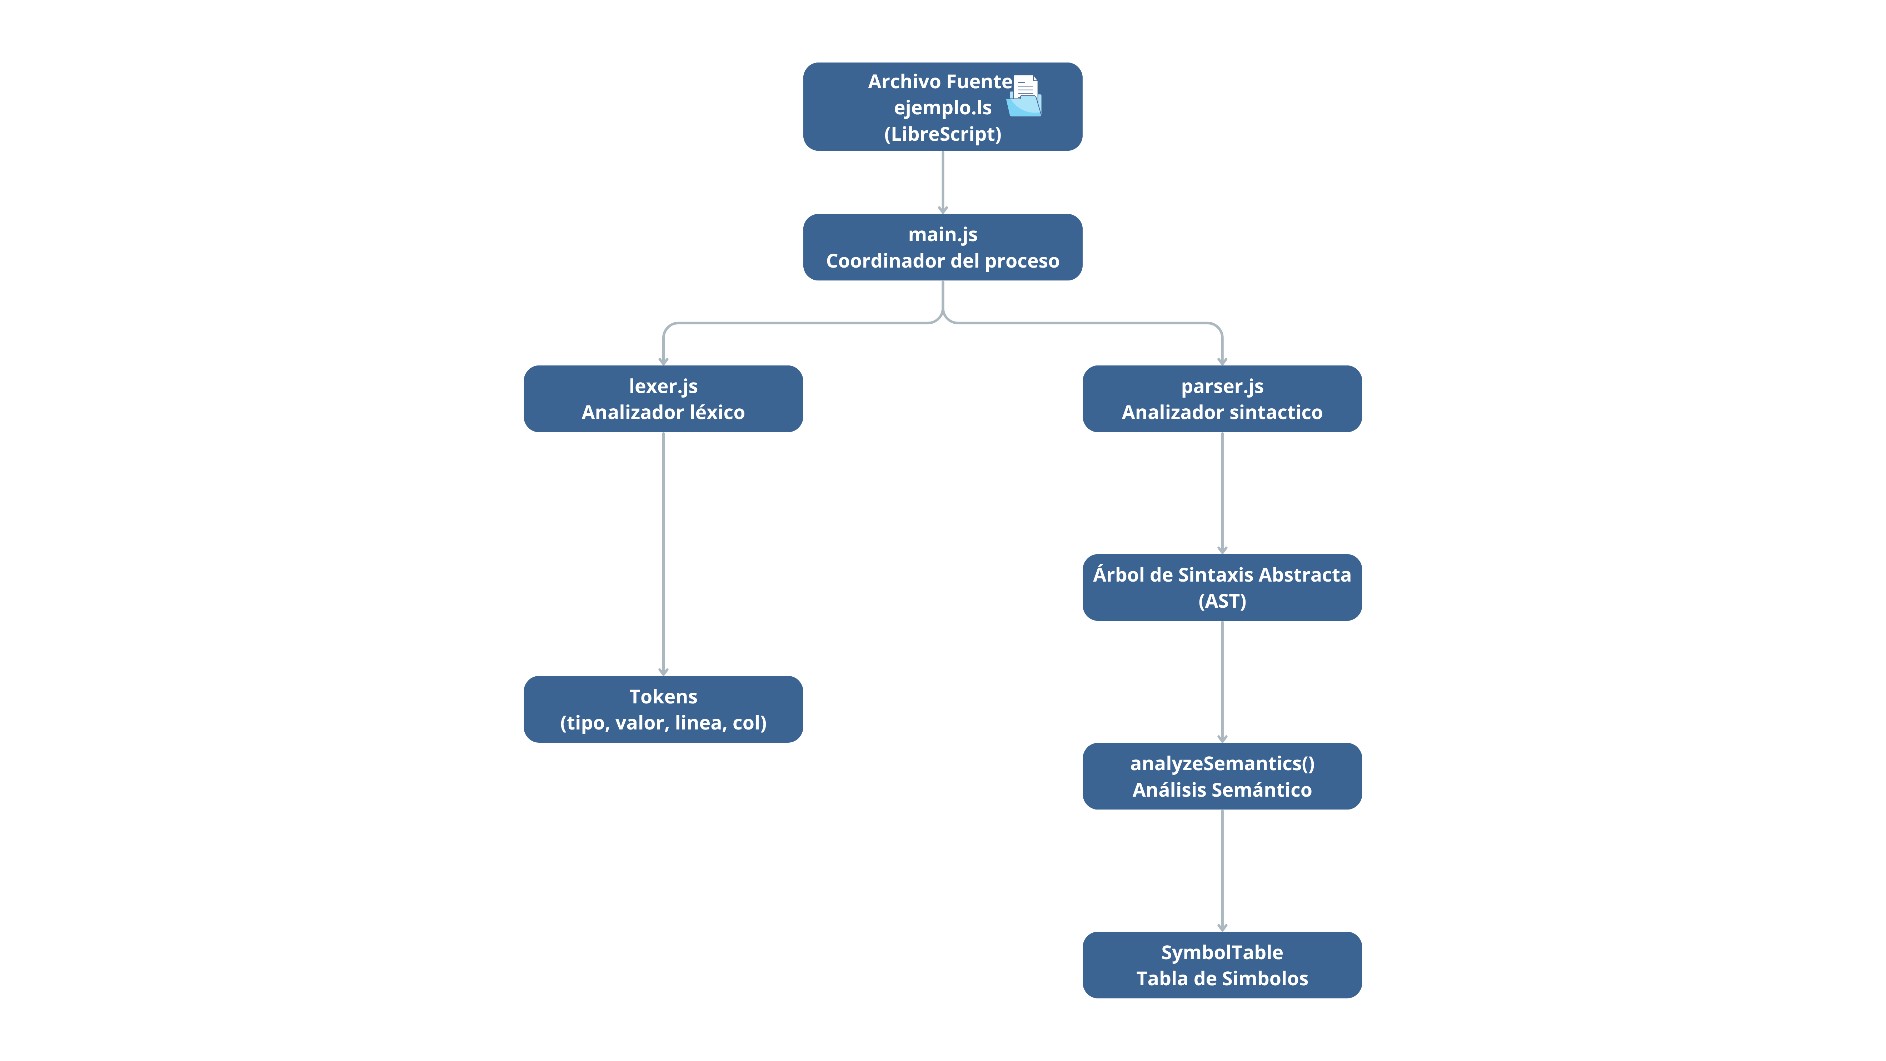 Archivo Fuente
ejemplo.ls
(LibreScript)
main.js
Coordinador del proceso
lexer.js
Analizador léxico
parser.js
Analizador sintactico
Árbol de Sintaxis Abstracta
(AST)
Tokens
(tipo, valor, linea, col)
analyzeSemantics()
Análisis Semántico
SymbolTable
Tabla de Simbolos